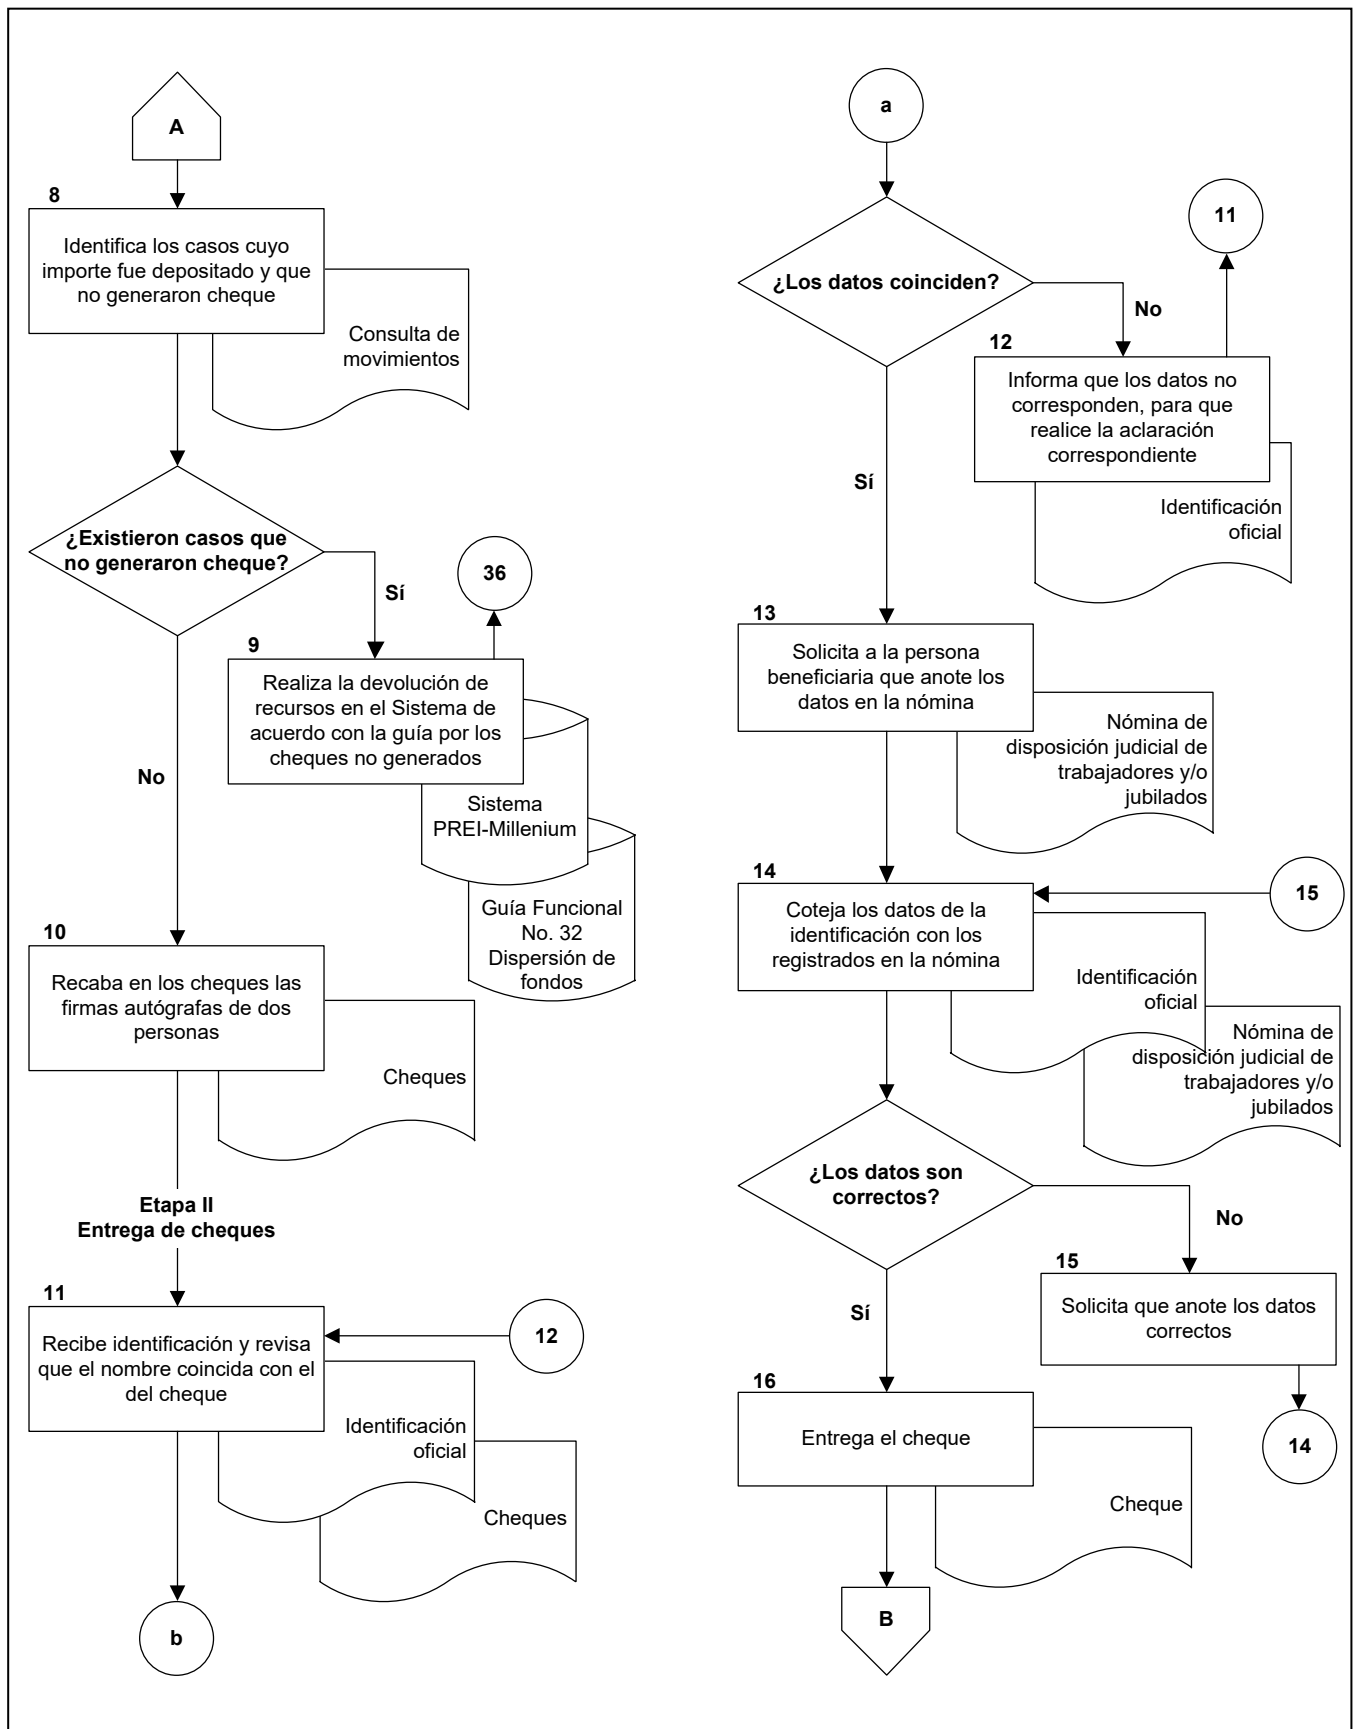 A
8
Identifica los casos cuyo
importe fue depositado y que
no generaron cheque
Consulta de
movimientos
¿Existieron casos que
no generaron cheque?
Sí
36
9
Realiza la devolución de
recursos en el Sistema de
acuerdo con la guía por los
cheques no generados
Sistema
PREI-Millenium
Guía Funcional
No. 32
Dispersión de
fondos
No
10
Recaba en los cheques las
firmas autógrafas de dos
personas
Cheques
Etapa II
Entrega de cheques
11
Recibe identificación y revisa
que el nombre coincida con el
del cheque
12
Identificación
oficial
Cheques
b
a
¿Los datos coinciden?
No
11
12
Informa que los datos no
corresponden, para que
realice la aclaración
correspondiente
Identificación
oficial
Sí
13
Solicita a la persona
beneficiaria que anote los
datos en la nómina
Nómina de
disposición judicial de
trabajadores y/o
jubilados
14
Coteja los datos de la
identificación con los
registrados en la nómina
15
Identificación
oficial
Nómina de
disposición judicial de
trabajadores y/o
jubilados
¿Los datos son
correctos?
No
15
Solicita que anote los datos
correctos
14
Sí
16
Entrega el cheque
Cheque
B